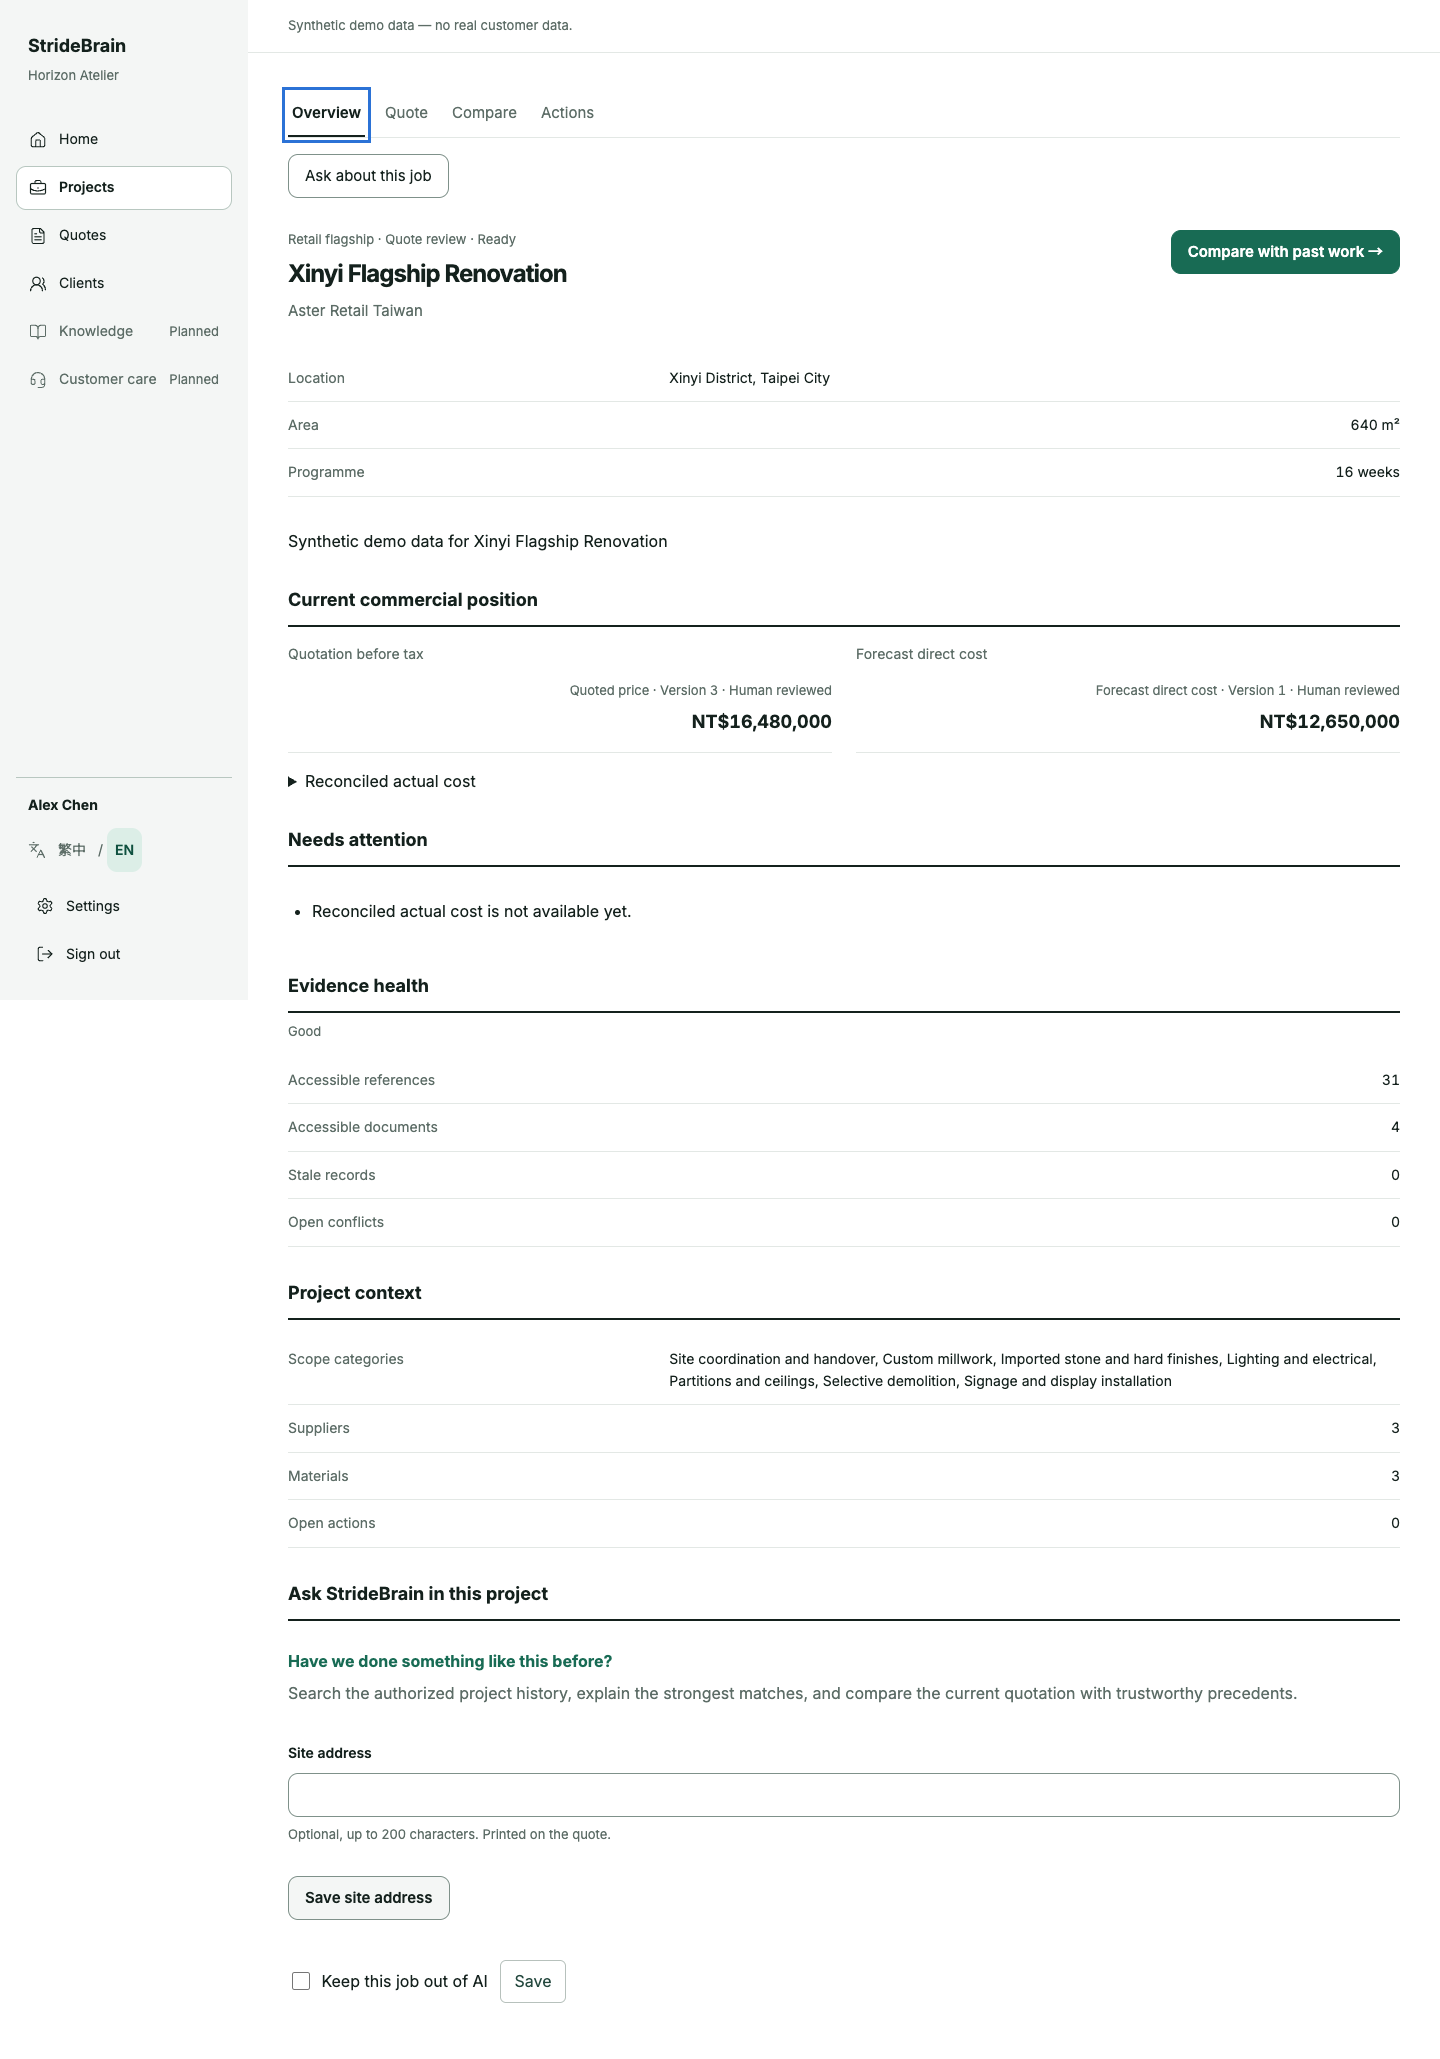 StrideBrain
Horizon Atelier
Home
Projects
Quotes
Clients
Knowledge Planned
Customer care Planned
Alex Chen
繁中 / EN
Settings
Sign out
Synthetic demo data — no real customer data.
Overview Quote Compare Actions
Ask about this job
Retail flagship · Quote review · Ready
Xinyi Flagship Renovation
Aster Retail Taiwan
Compare with past work →
Location Xinyi District, Taipei City
Area 640 m²
Programme 16 weeks
Synthetic demo data for Xinyi Flagship Renovation
Current commercial position
Quotation before tax
Quoted price · Version 3 · Human reviewed
NT$16,480,000
Forecast direct cost
Forecast direct cost · Version 1 · Human reviewed
NT$12,650,000
▶ Reconciled actual cost
Needs attention
• Reconciled actual cost is not available yet.
Evidence health
Good
Accessible references 31
Accessible documents 4
Stale records 0
Open conflicts 0
Project context
Scope categories Site coordination and handover, Custom millwork, Imported stone and hard finishes, Lighting and electrical,
Partitions and ceilings, Selective demolition, Signage and display installation
Suppliers 3
Materials 3
Open actions 0
Ask StrideBrain in this project
Have we done something like this before?
Search the authorized project history, explain the strongest matches, and compare the current quotation with trustworthy precedents.
Site address
Optional, up to 200 characters. Printed on the quote.
Save site address
Keep this job out of AI Save